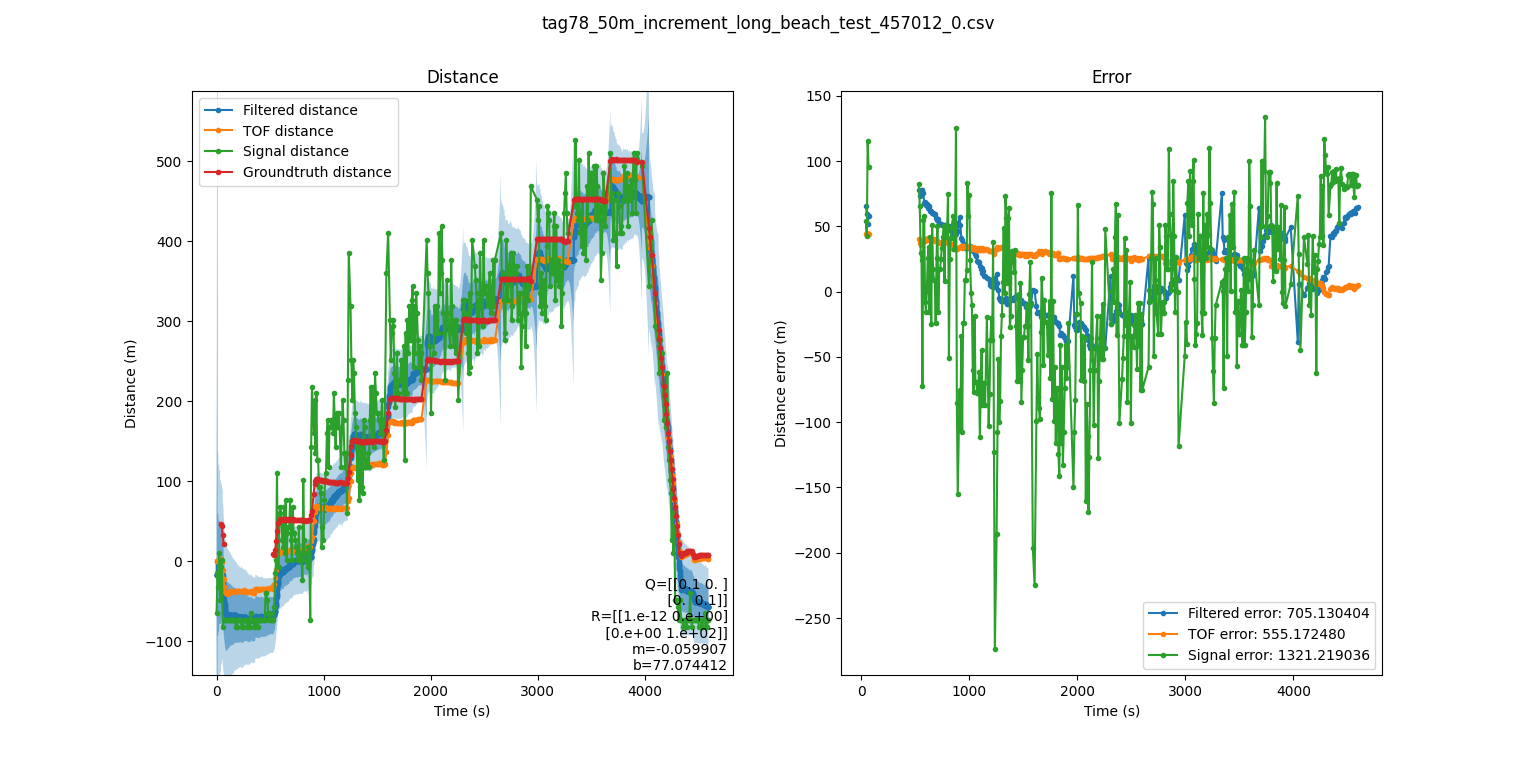 tag78_50m_increment_long_beach_test_457012_0.csv
Distance
Filtered distance
TOF distance
Signal distance
Groundtruth distance
Distance (m)
500
400
300
200
100
0
−100
0
1000
2000
3000
4000
Time (s)
Q=[[0.1 0. ]
[0. 0.1]]
R=[[1.e-12 0.e+00]
[0.e+00 1.e+02]]
m=-0.059907
b=77.074412
Error
Distance error (m)
150
100
50
0
−50
−100
−150
−200
−250
0
1000
2000
3000
4000
Time (s)
Filtered error: 705.130404
TOF error: 555.172480
Signal error: 1321.219036